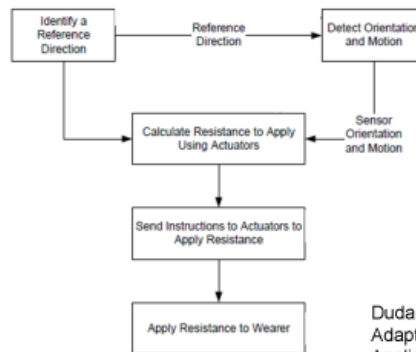 Identify a
Reference
Direction
Reference
Direction
Detect Orientation
and Motion
Sensor
Orientation
and Motion
Calculate Resistance to Apply
Using Actuators
Send Instructions to Actuators to
Apply Resistance
Apply Resistance to Wearer
Duda
Adapt